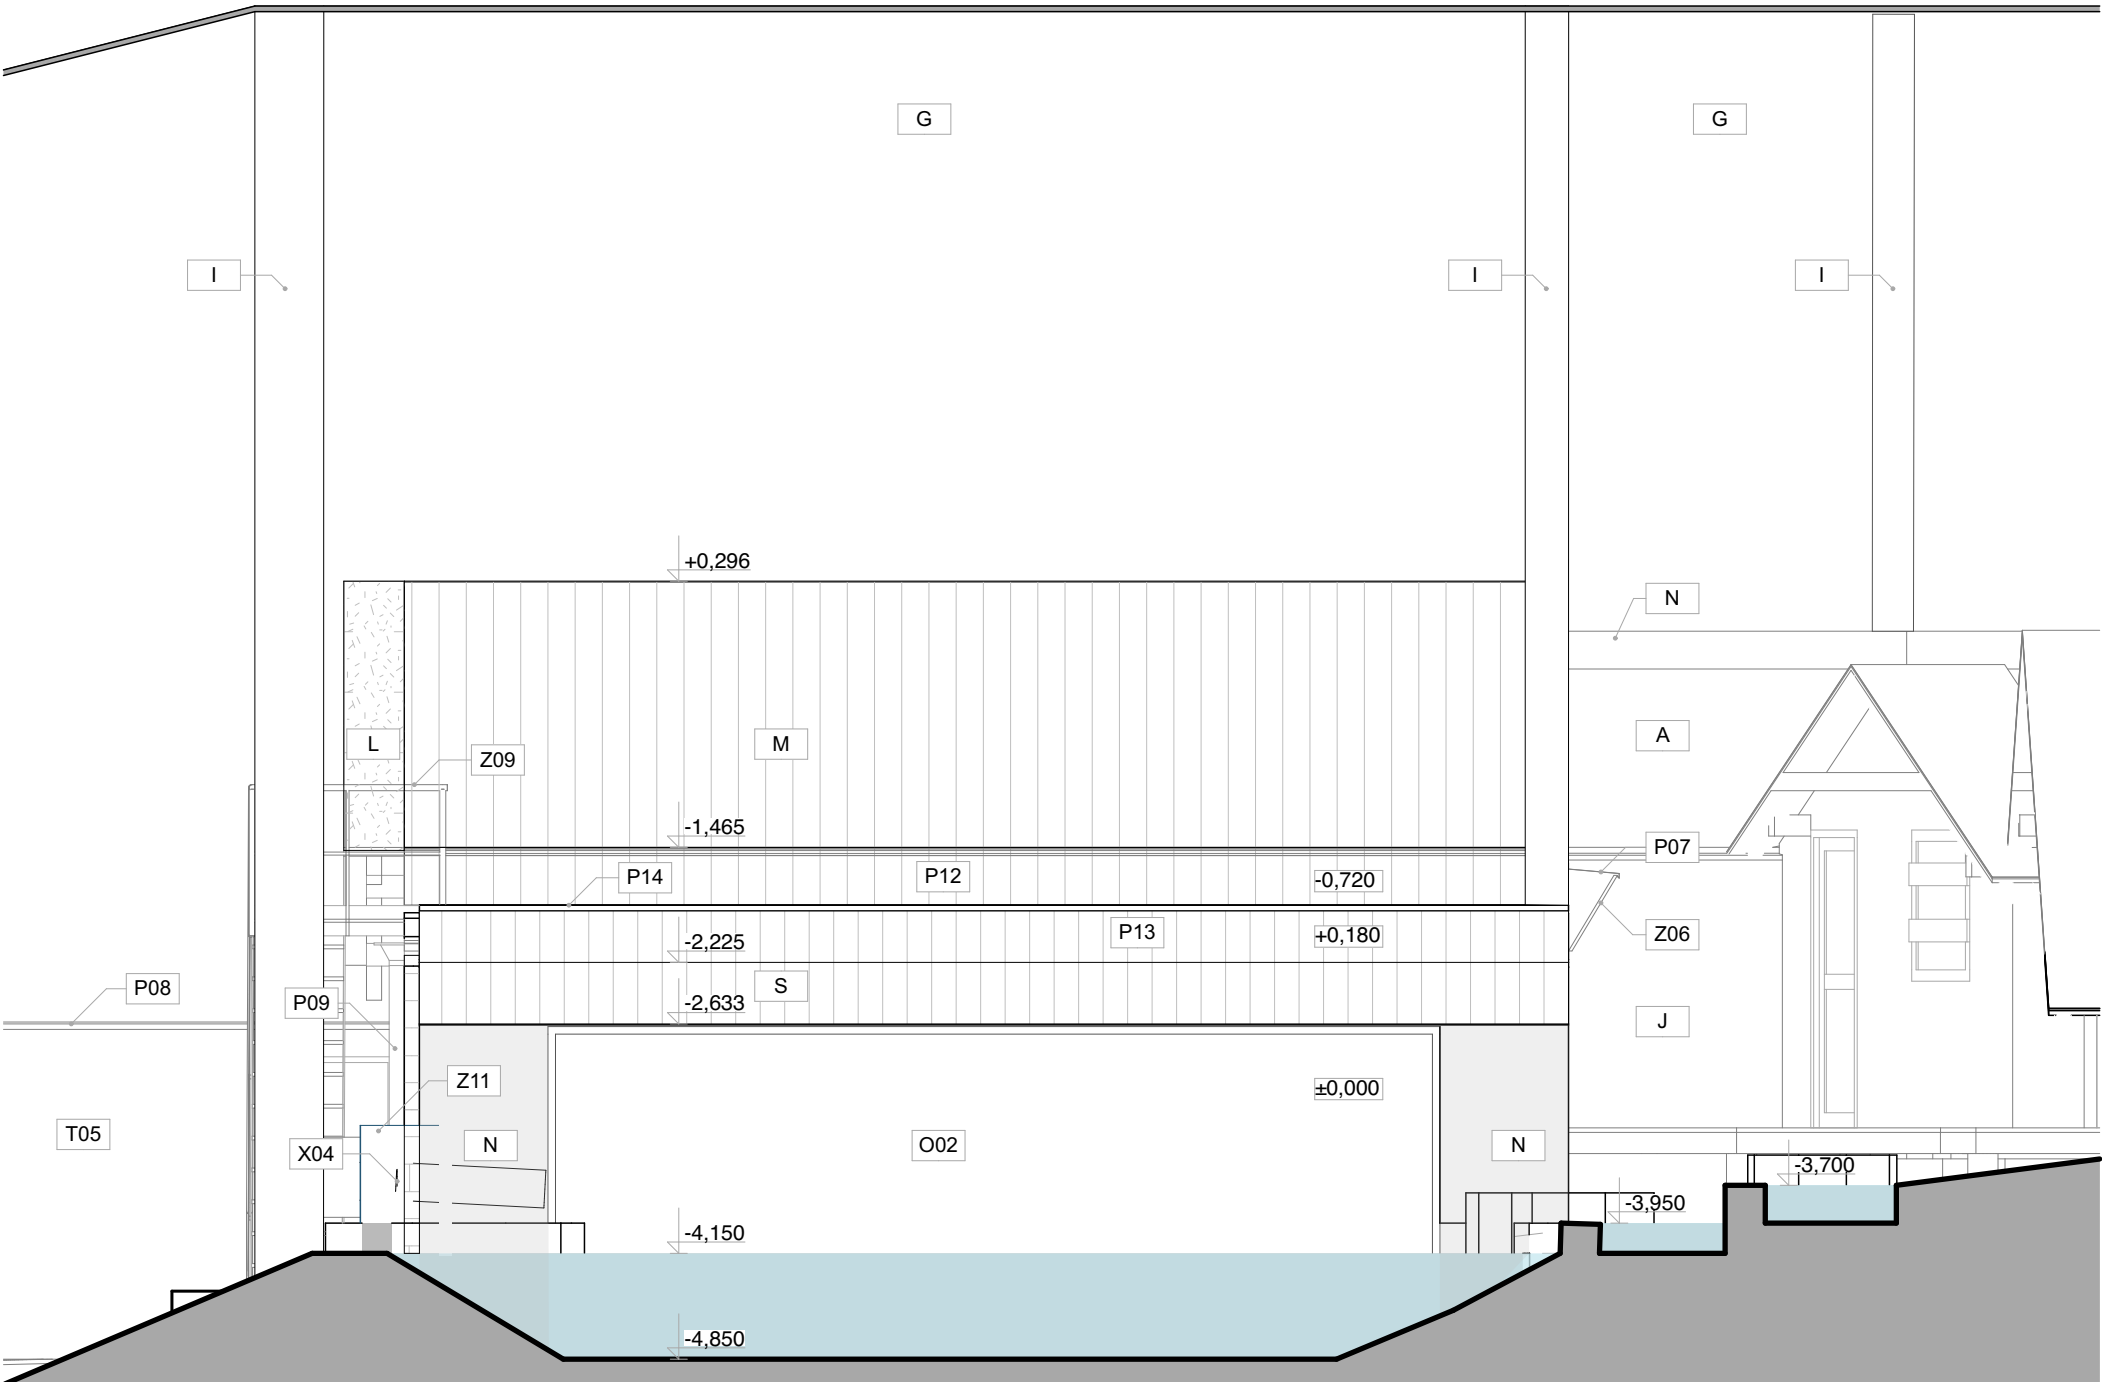 G
G
I
I
I
+0,296
N
A
L
M
Z09
-1,465
P07
P14
P12
-0,720
P13
+0,180
Z06
-2,225
S
P08
P09
-2,633
J
Z11
±0,000
T05
X04
N
O02
N
-3,700
-3,950
-4,150
-4,850